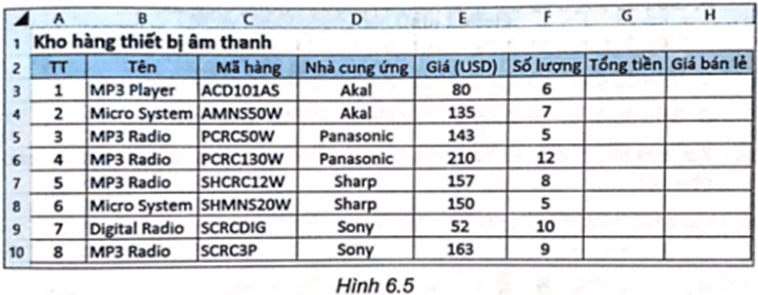 A B C D E F G H
1 Kho hàng thiết bị âm thanh
2 TT Tên Mã hàng Nhà cung ứng Giá (USD) Số lượng Tổng tiền Giá bán lẻ
3 1 MP3 Player ACD101AS Akal 80 6
4 2 Micro System AMNS50W Akal 135 7
5 3 MP3 Radio PCRC50W Panasonic 143 5
6 4 MP3 Radio PCRC130W Panasonic 210 12
7 5 MP3 Radio SHCRC12W Sharp 157 8
8 6 Micro System SHMNS20W Sharp 150 5
9 7 Digital Radio SCRCDIG Sony 52 10
10 8 MP3 Radio SCRC3P Sony 163 9
Hình 6.5